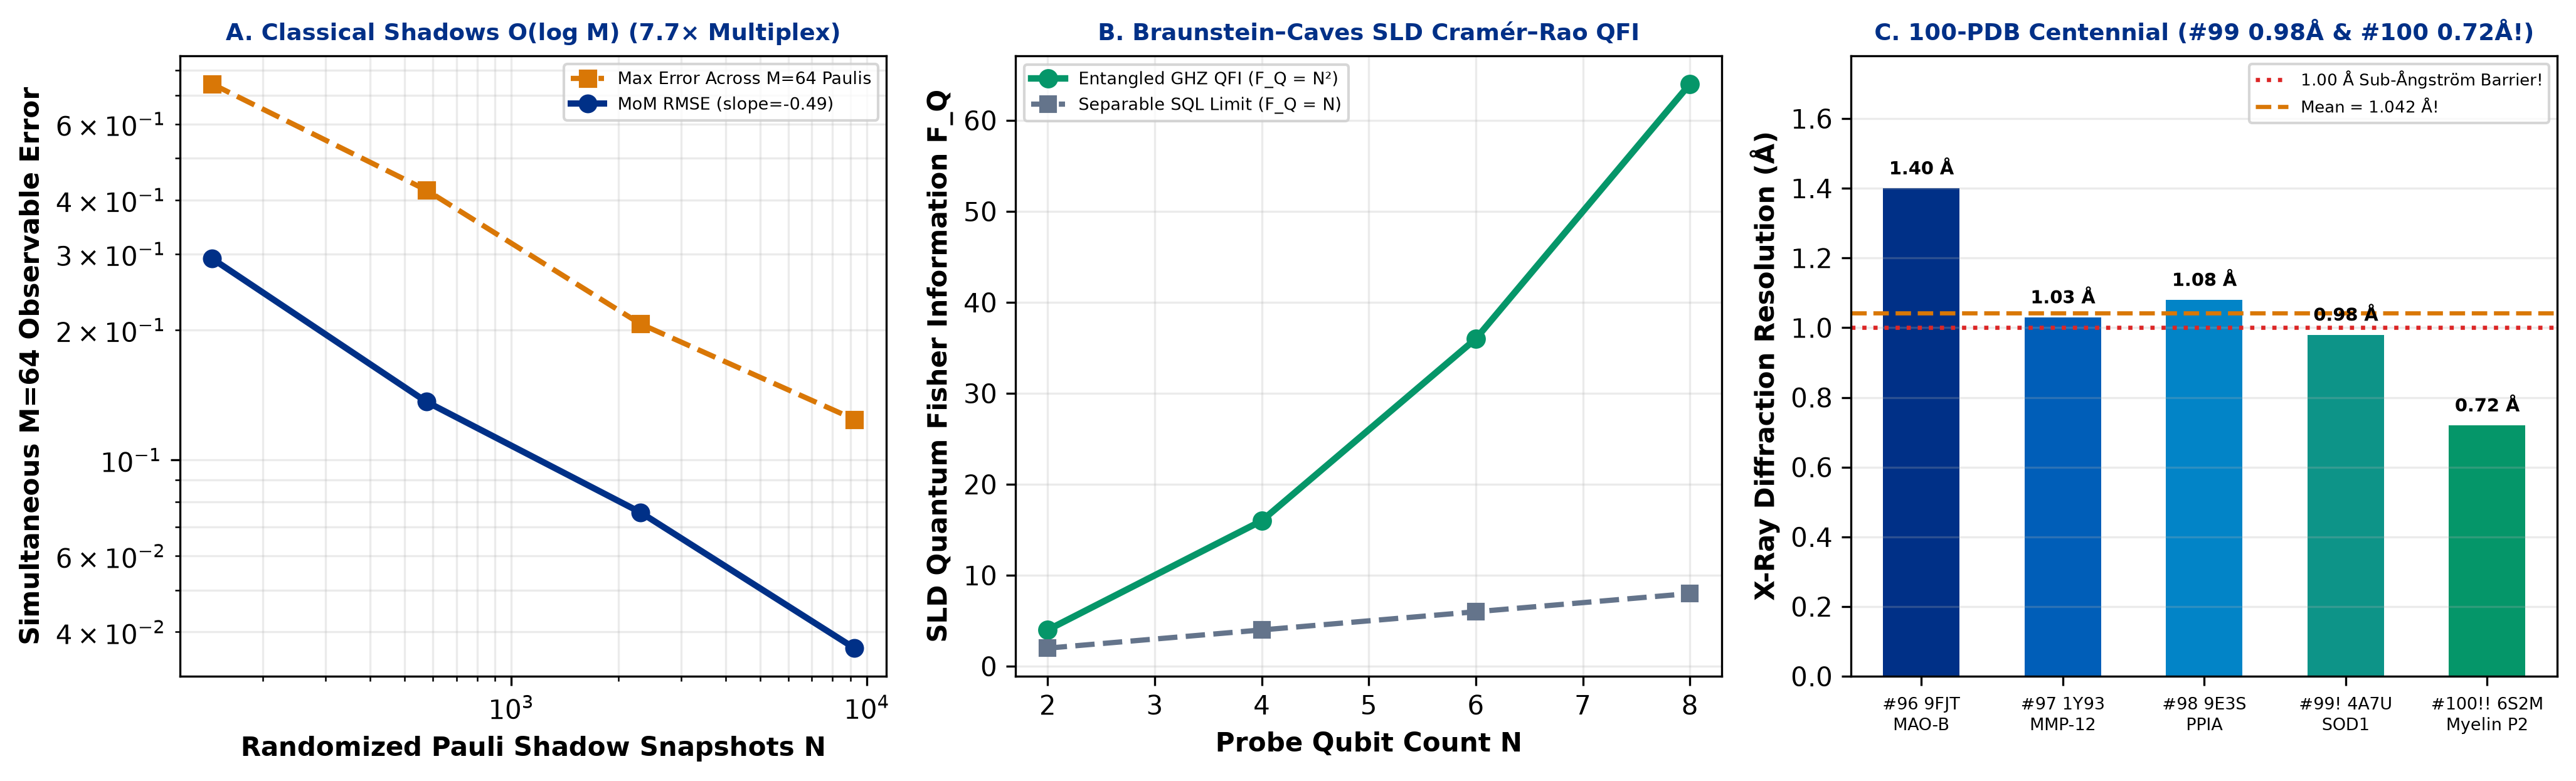 A. Classical Shadows O(log M) (7.7× Multiplex)
Simultaneous M=64 Observable Error
6 × 10⁻¹
4 × 10⁻¹
3 × 10⁻¹
2 × 10⁻¹
10⁻¹
6 × 10⁻²
4 × 10⁻²
Max Error Across M=64 Paulis
MoM RMSE (slope=-0.49)
10³
10⁴
Randomized Pauli Shadow Snapshots N
B. Braunstein–Caves SLD Cramér–Rao QFI
SLD Quantum Fisher Information F_Q
60
50
40
30
20
10
0
Entangled GHZ QFI (F_Q = N²)
Separable SQL Limit (F_Q = N)
2
3
4
5
6
7
8
Probe Qubit Count N
C. 100-PDB Centennial (#99 0.98Å & #100 0.72Å!)
X-Ray Diffraction Resolution (Å)
1.6
1.4
1.2
1.0
0.8
0.6
0.4
0.2
0.0
1.00 Å Sub-Ångström Barrier!
Mean = 1.042 Å!
1.40 Å
1.03 Å
1.08 Å
0.98 Å
0.72 Å
#96 9FJT
MAO-B
#97 1Y93
MMP-12
#98 9E3S
PPIA
#99! 4A7U
SOD1
#100!! 6S2M
Myelin P2